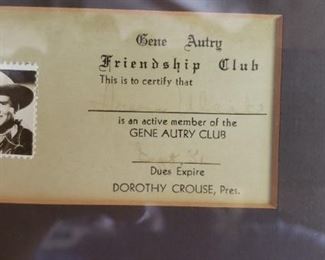 Gene Autry
Friendship Club
This is to certify that
is an active member of the
GENE AUTRY CLUB
Dues Expire
DOROTHY CROUSE, Pres.